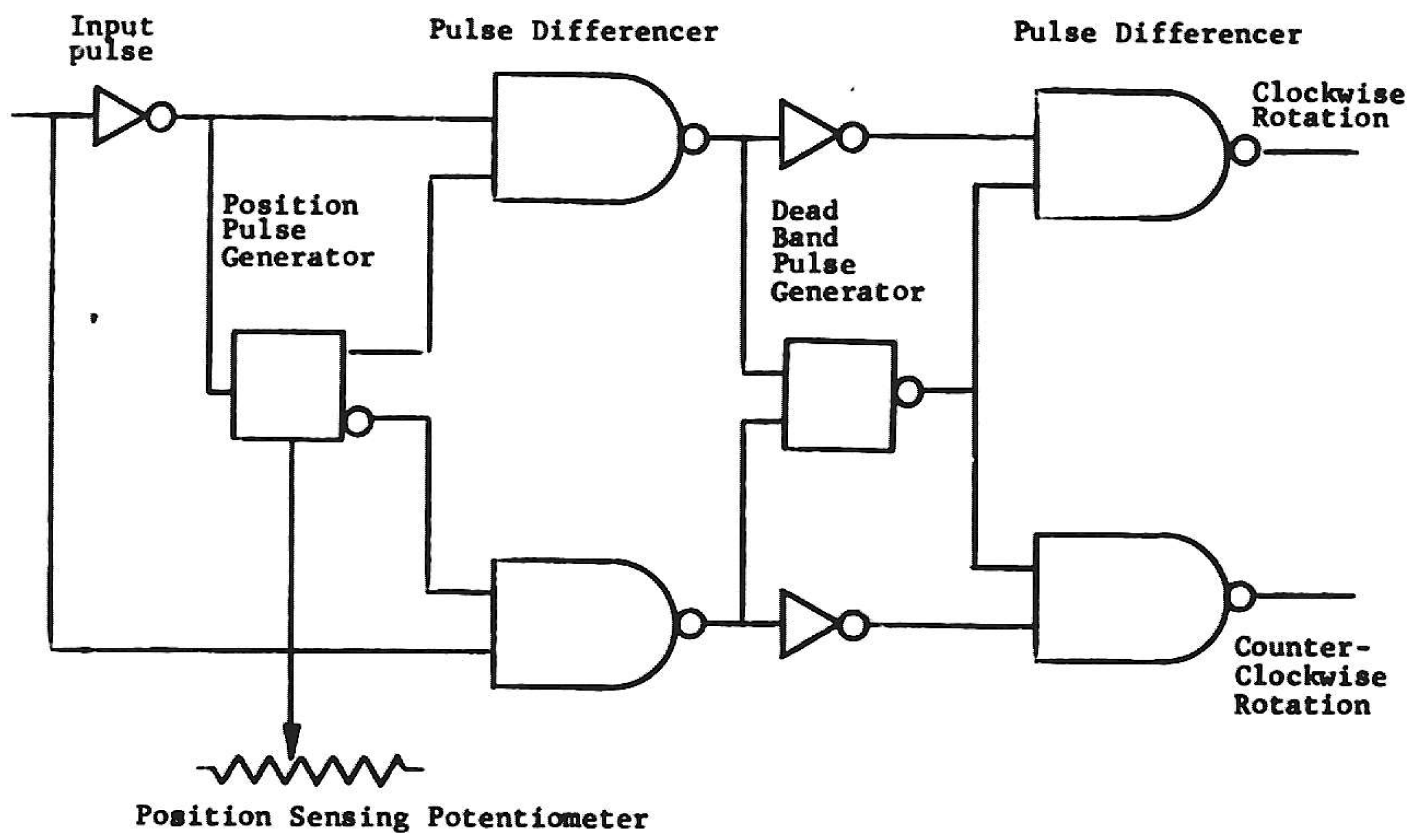 Input
pulse
Pulse Differencer
Pulse Differencer
Clockwise
Rotation
Position
Pulse
Generator
Dead
Band
Pulse
Generator
Counter-
Clockwise
Rotation
Position Sensing Potentiometer